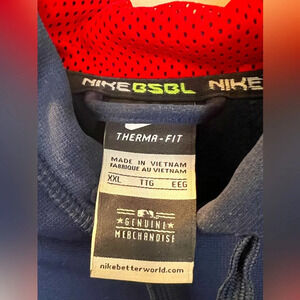 NIKEBSBL NIKE
THERMA-FIT
MADE IN VIETNAM
FABRIQUE AU VIETNAM
XXL TTG EEG
GENUINE
MERCHANDISE
nikebetterworld.com